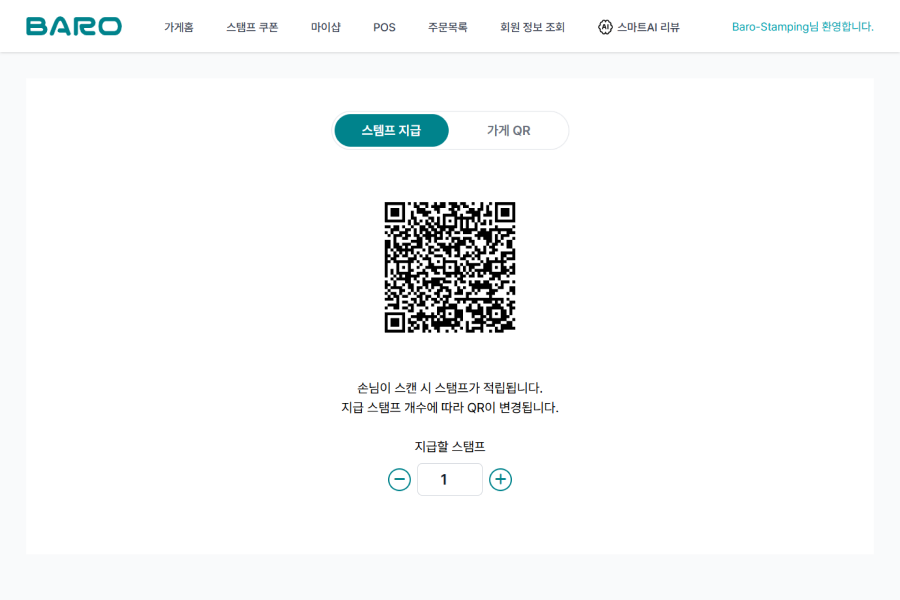 BARO
가게홈
스탬프 쿠폰
마이샵
POS
주문목록
회원 정보 조회
AI 스마트AI 리뷰
Baro-Stamping님 환영합니다.
스템프 지급
가게 QR
손님이 스캔 시 스탬프가 적립됩니다.
지급 스탬프 개수에 따라 QR이 변경됩니다.
지급할 스탬프
1